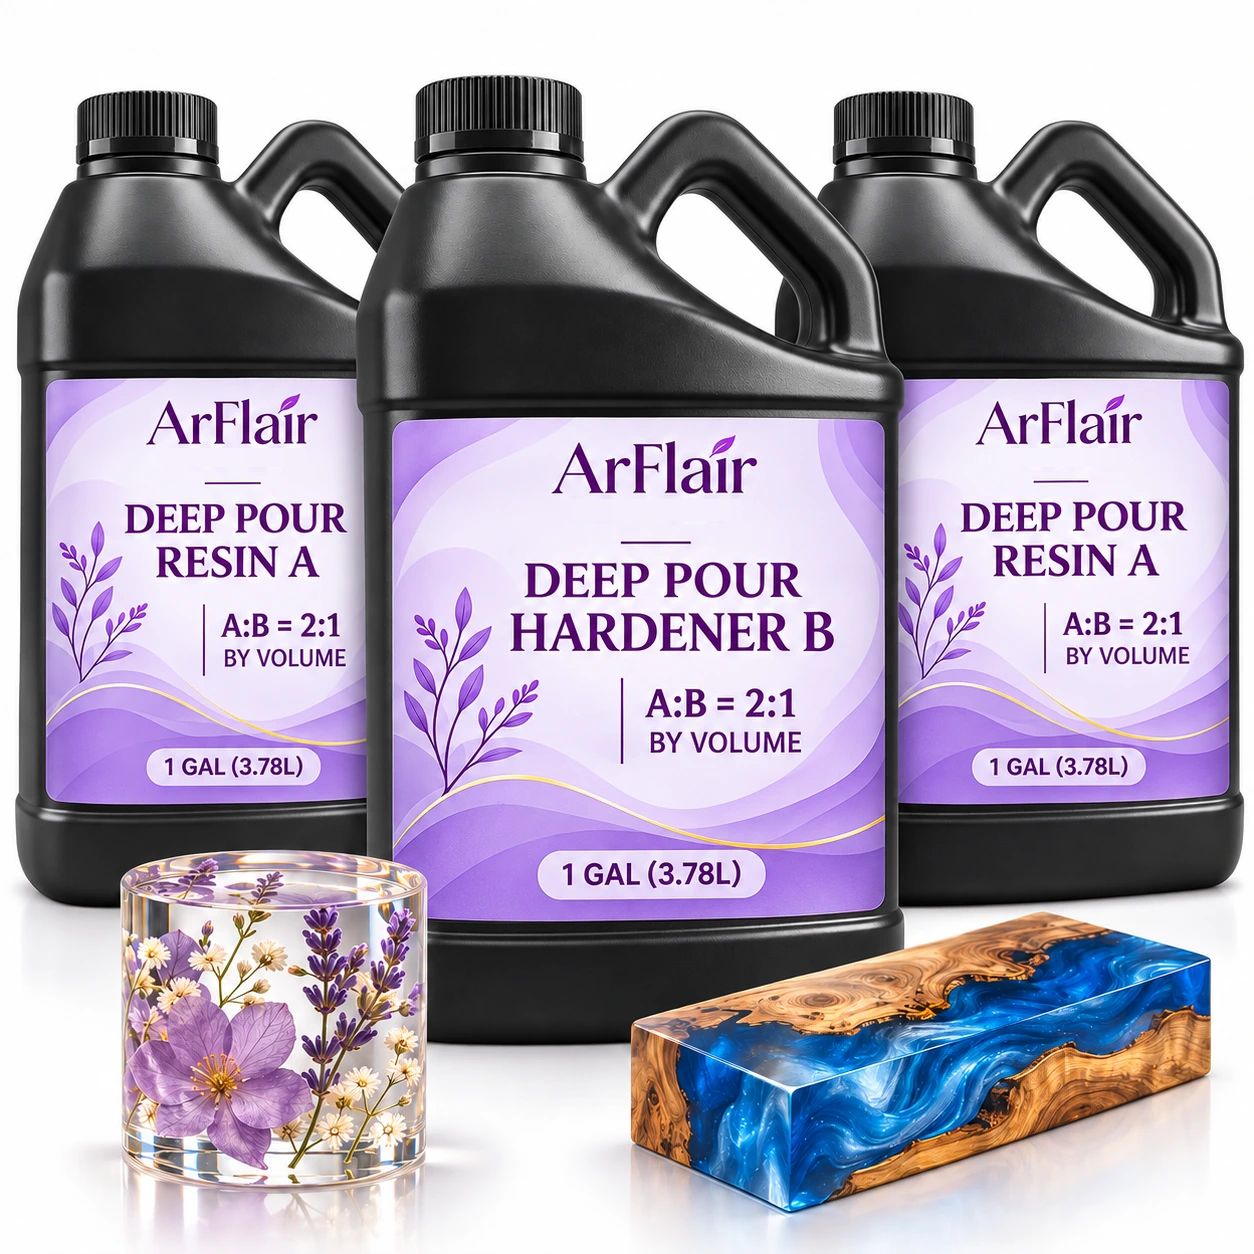 ArFlair
DEEP POUR
RESIN A
A:B = 2:1
BY VOLUME
1 GAL (3.78L)
ArFlair
DEEP POUR
HARDENER B
A:B = 2:1
BY VOLUME
1 GAL (3.78L)
ArFlair
DEEP POUR
RESIN A
A:B = 2:1
BY VOLUME
1 GAL (3.78L)